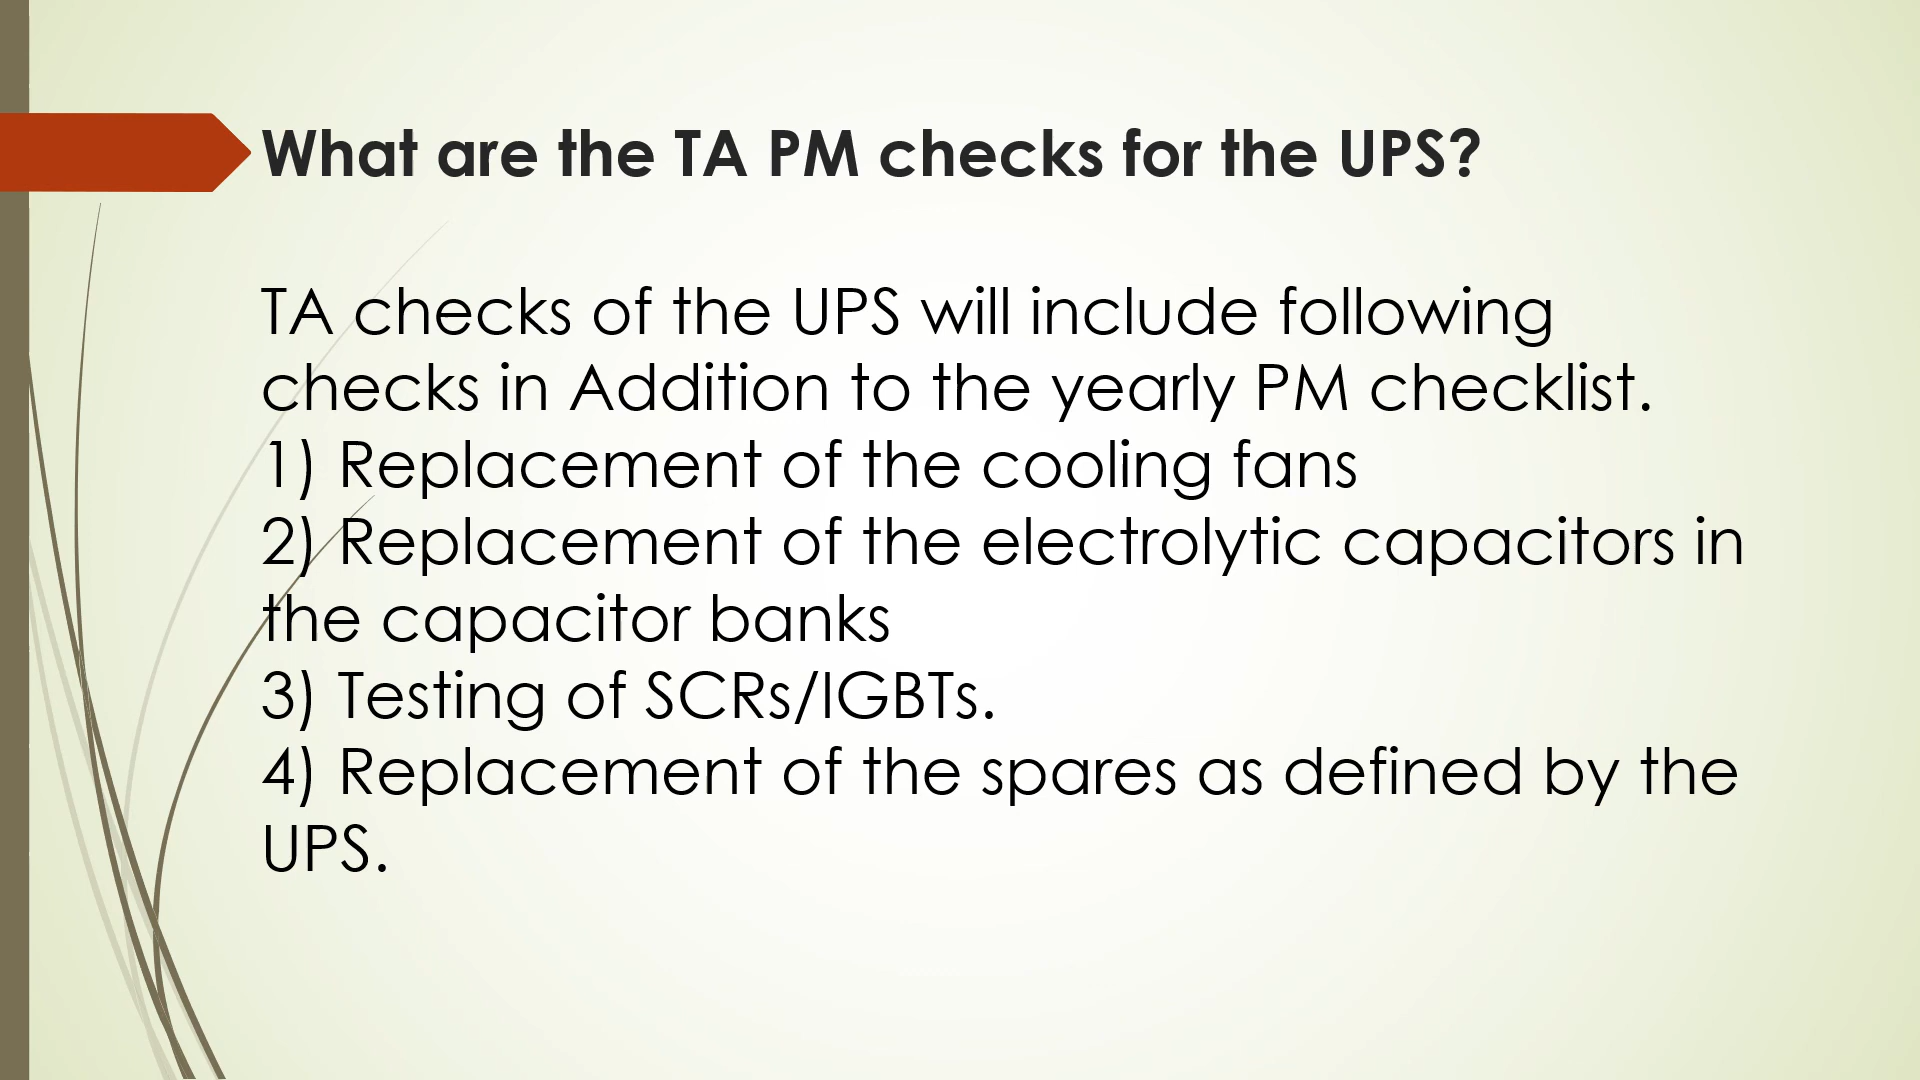 What are the TA PM checks for the UPS?
TA checks of the UPS will include following
checks in Addition to the yearly PM checklist.
1) Replacement of the cooling fans
2) Replacement of the electrolytic capacitors in
the capacitor banks
3) Testing of SCRs/IGBTs.
4) Replacement of the spares as defined by the
UPS.